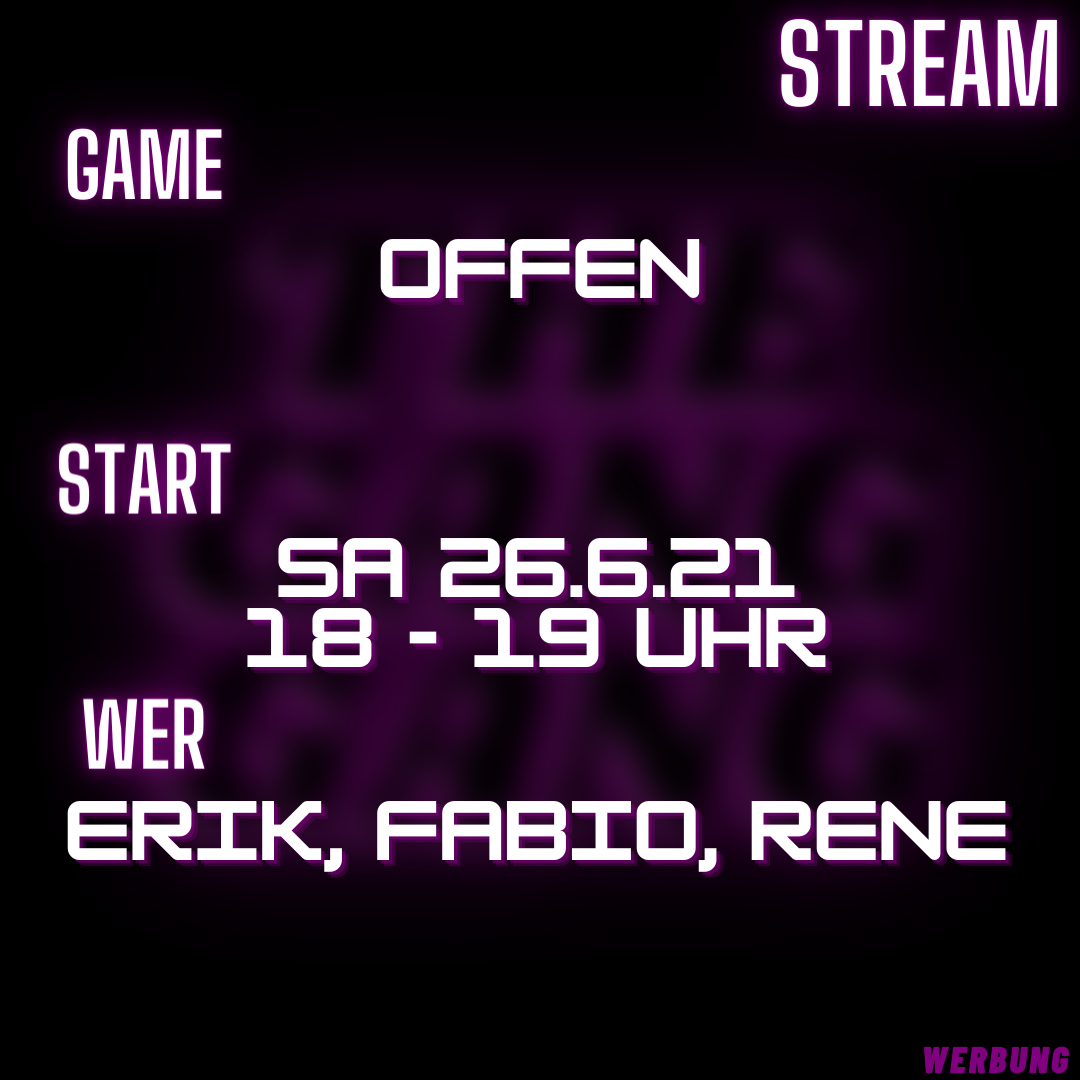 STREAM
GAME
OFFEN
START
SA 26.6.21
18 - 19 UHR
WER
ERIK, FABIO, RENE
WERBUNG